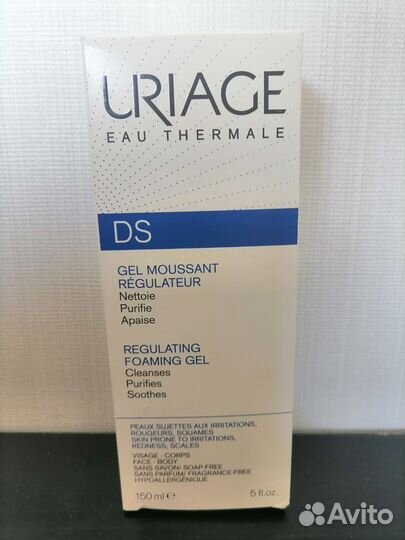 URIAGE
EAU THERMALE
DS
GEL MOUSSANT
RÉGULATEUR
Nettoie
Purifie
Apaise
REGULATING
FOAMING GEL
Cleanses
Purifies
Soothes
PEAUX SUJETTES AUX IRRITATIONS,
ROUGEURS, SQUAMES
SKIN PRONE TO IRRITATIONS,
REDNESS, SCALES
VISAGE - CORPS
FACE - BODY
SANS SAVON/ SOAP-FREE
SANS PARFUM/ FRAGRANCE-FREE
HYPOALLERGÉNIQUE
150 ml e 5 fl.oz.
Avito